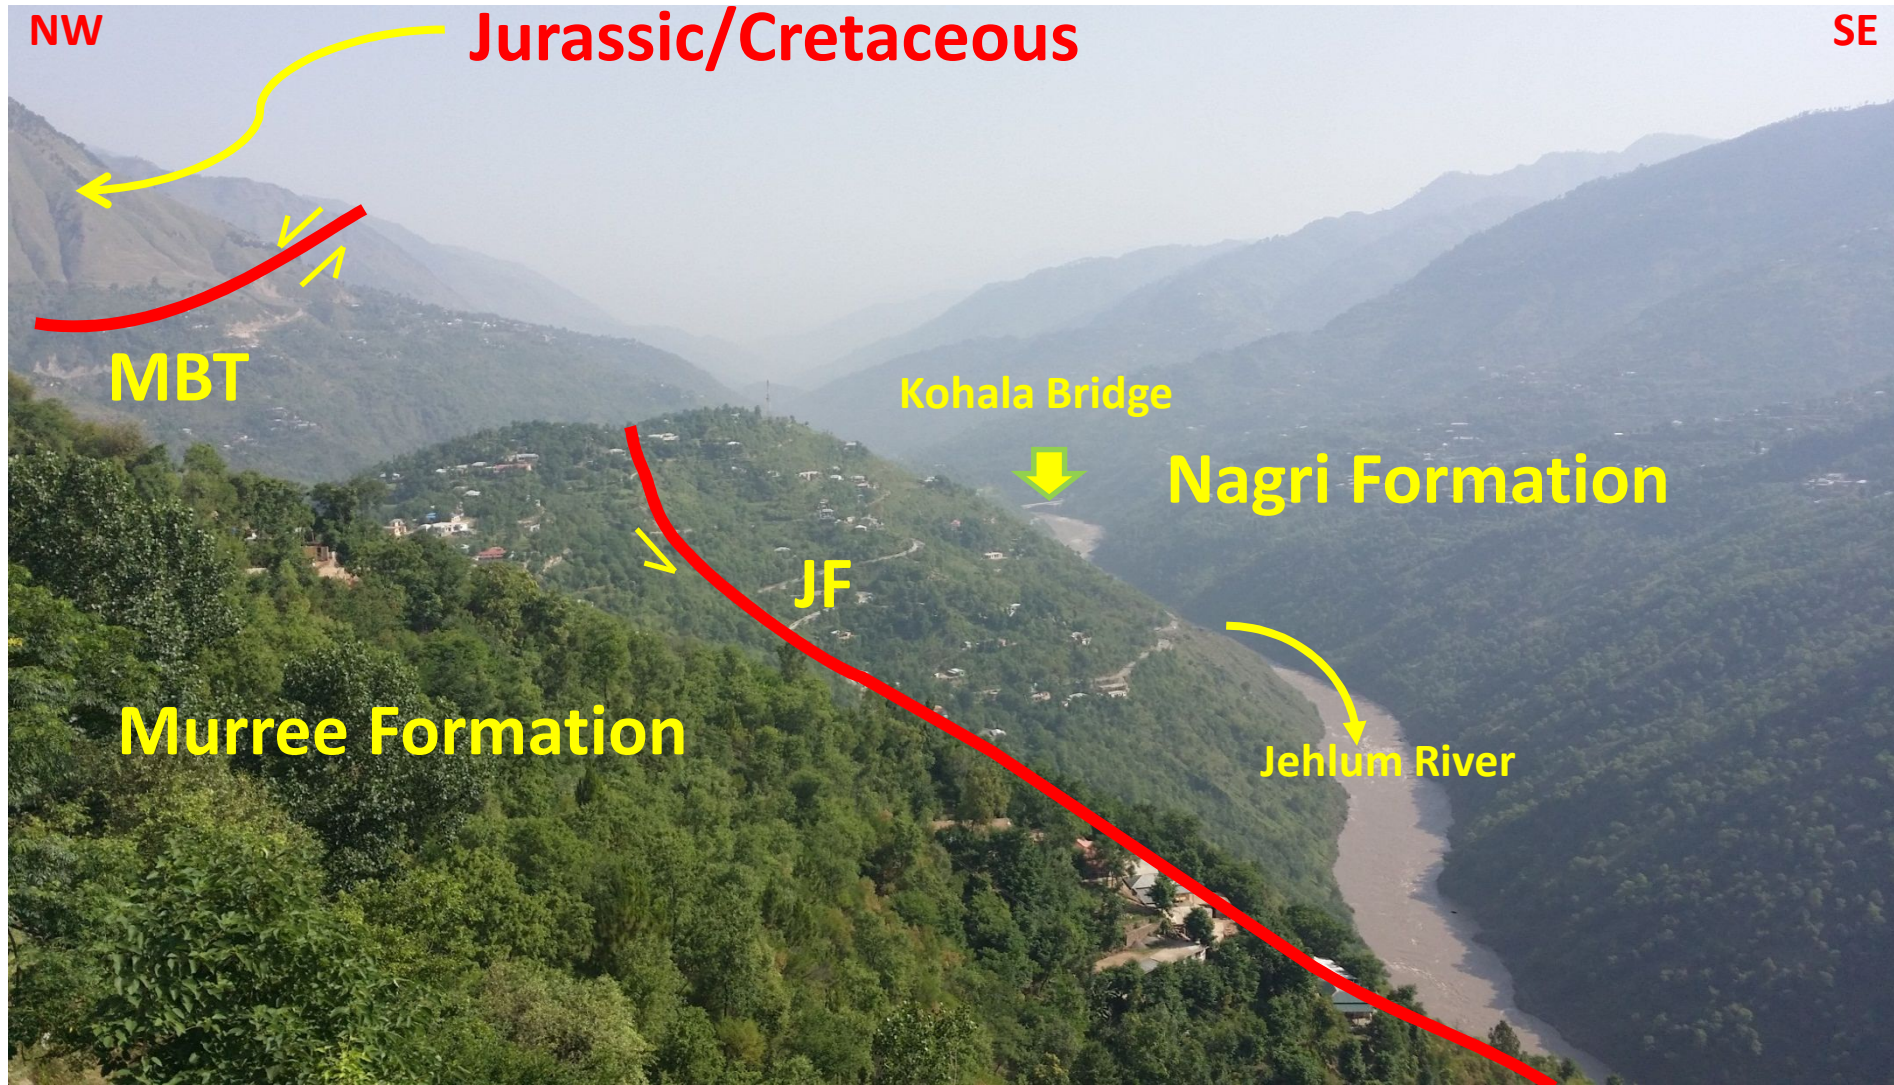 NW
Jurassic/Cretaceous
SE
MBT
Kohala Bridge
Nagri Formation
JF
Murree Formation
Jehlum River